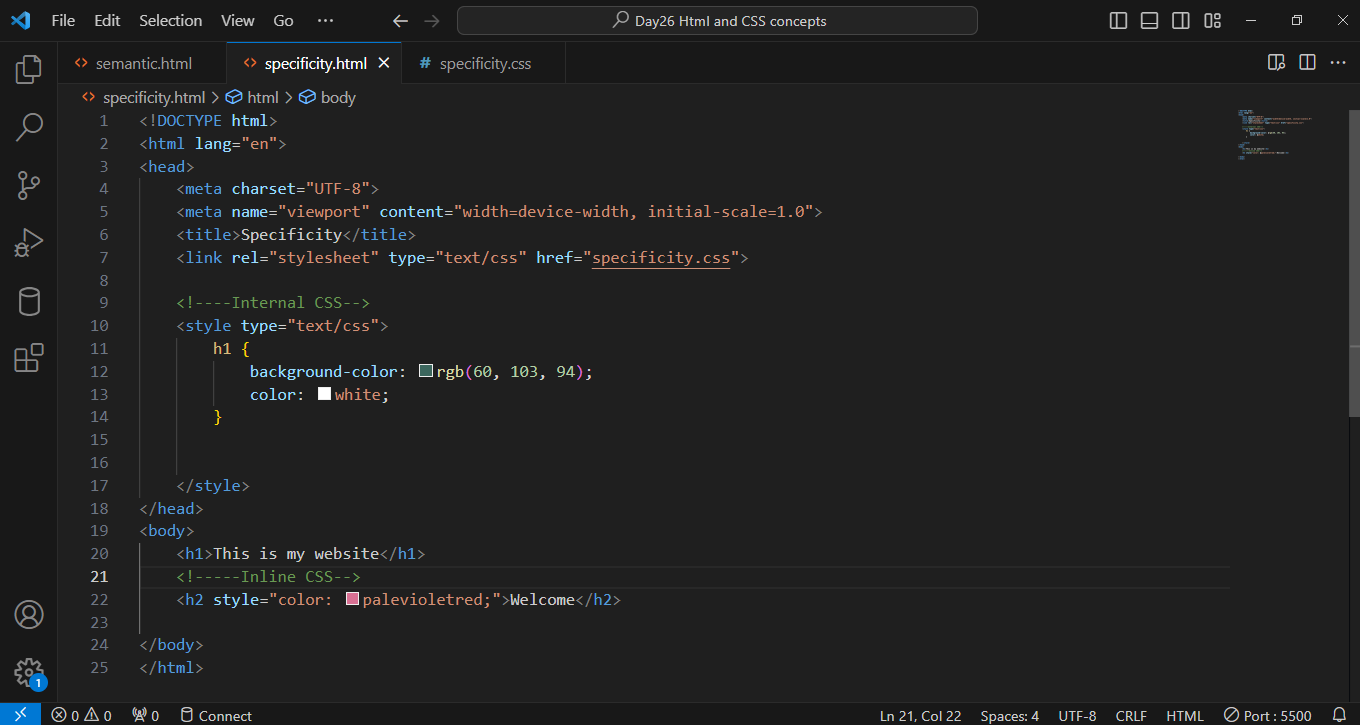 File Edit Selection View Go ···
Day26 Html and CSS concepts
semantic.html
specificity.html
# specificity.css
specificity.html > html > body
1 <!DOCTYPE html>
2 <html lang="en">
3 <head>
4 <meta charset="UTF-8">
5 <meta name="viewport" content="width=device-width, initial-scale=1.0">
6 <title>Specificity</title>
7 <link rel="stylesheet" type="text/css" href="specificity.css">
8
9 <!----Internal CSS-->
10 <style type="text/css">
11 h1 {
12 background-color: rgb(60, 103, 94);
13 color: white;
14 }
15
16
17 </style>
18 </head>
19 <body>
20 <h1>This is my website</h1>
21 <!-----Inline CSS-->
22 <h2 style="color: palevioletred;">Welcome</h2>
23
24 </body>
25 </html>
1
0 0 0 Connect
Ln 21, Col 22 Spaces: 4 UTF-8 CRLF HTML Port : 5500